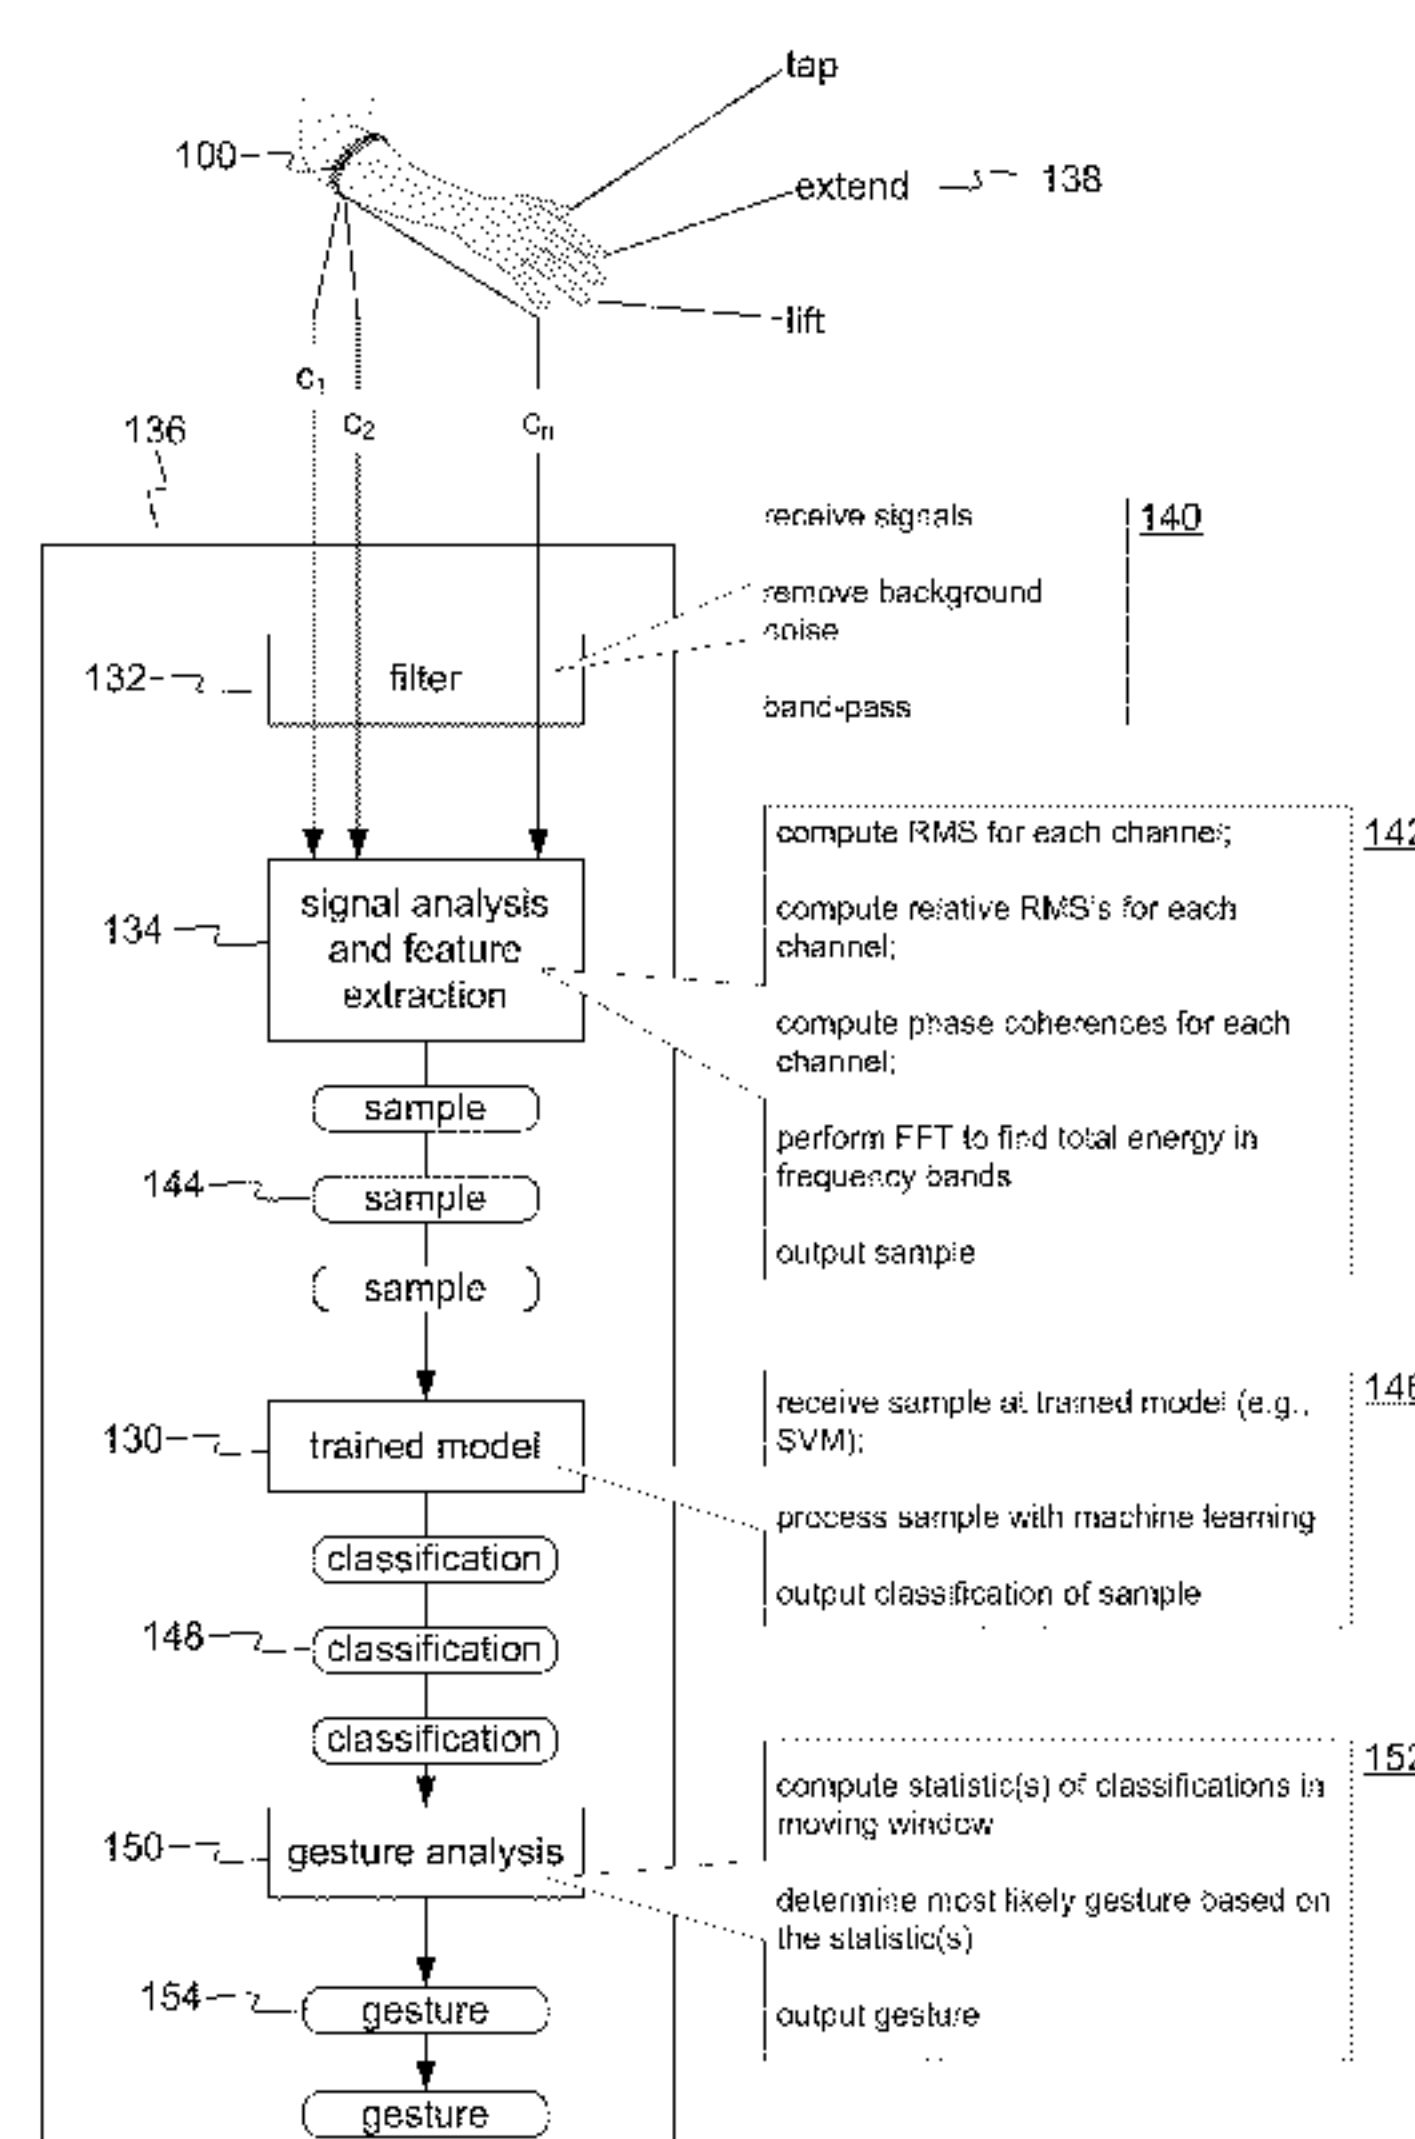 tap
100
extend
138
lift
c1
c2
cn
136
receive signals
140
remove background
noise
132
filter
band-pass
compute RMS for each channel;
142
signal analysis
and feature
extraction
134
compute relative RMS's for each
channel;
compute phase coherences for each
channel;
sample
perform FFT to find total energy in
frequency bands
144
sample
output sample
sample
receive sample at trained model (e.g.,
SVM);
146
130
trained model
process sample with machine learning
classification
output classification of sample
148
classification
classification
152
compute statistic(s) of classifications in
moving window
150
gesture analysis
determine most likely gesture based on
the statistic(s)
154
gesture
output gesture
gesture